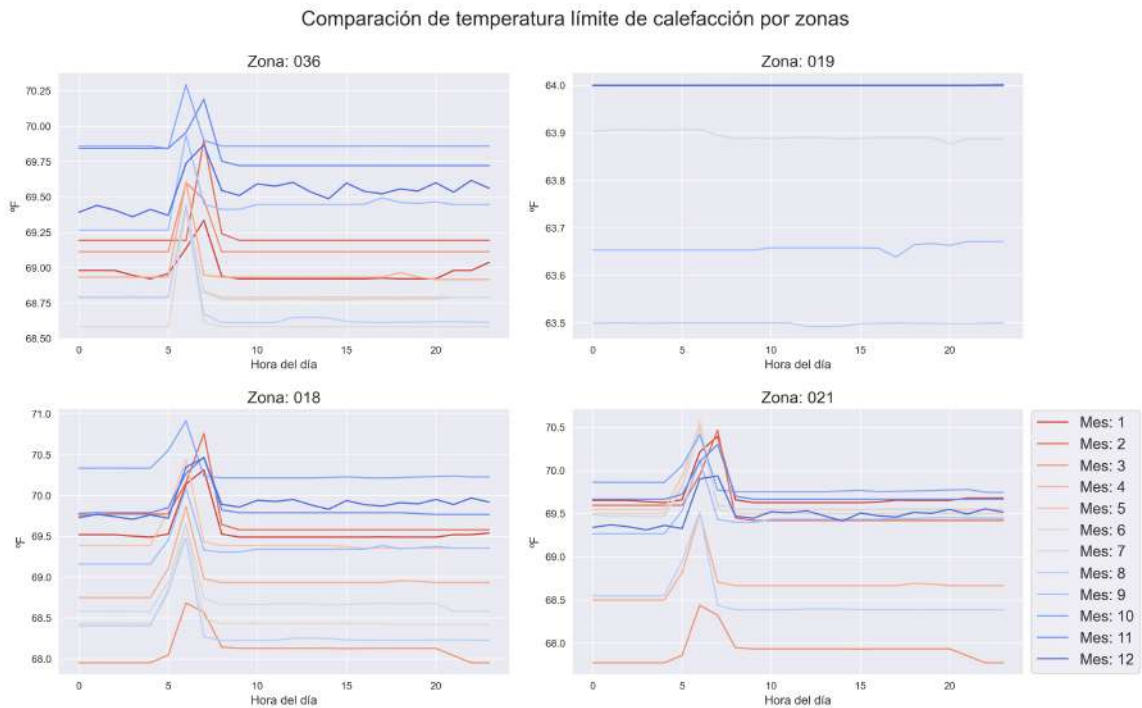 Comparación de temperatura límite de calefacción por zonas
Zona: 036
70.25
70.00
69.75
69.50
69.25
69.00
68.75
68.50
ºF
0
5
10
15
20
Hora del día
Zona: 019
64.0
63.9
63.8
63.7
63.6
63.5
ºF
0
5
10
15
20
Hora del día
Zona: 018
71.0
70.5
70.0
69.5
69.0
68.5
68.0
ºF
0
5
10
15
20
Hora del día
Zona: 021
70.5
70.0
69.5
69.0
68.5
68.0
ºF
0
5
10
15
20
Hora del día
Mes: 1
Mes: 2
Mes: 3
Mes: 4
Mes: 5
Mes: 6
Mes: 7
Mes: 8
Mes: 9
Mes: 10
Mes: 11
Mes: 12